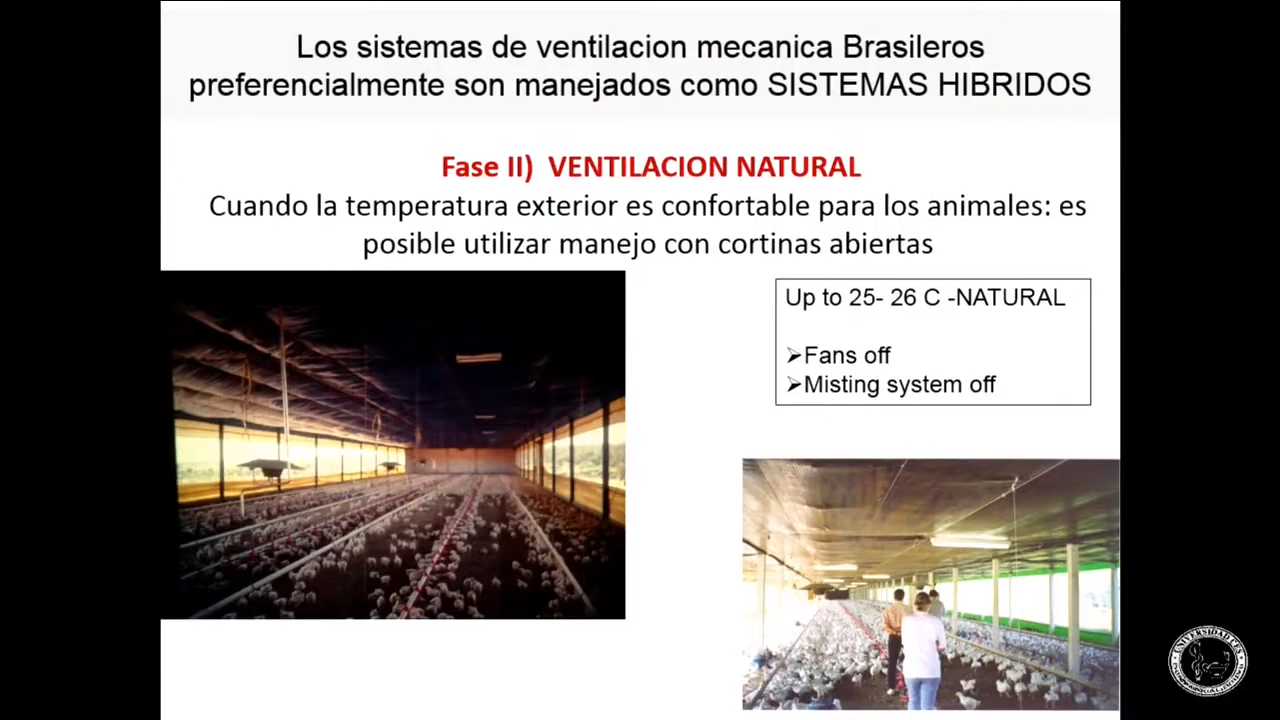 Los sistemas de ventilacion mecanica Brasileros
preferencialmente son manejados como SISTEMAS HIBRIDOS
Fase II) VENTILACION NATURAL
Cuando la temperatura exterior es confortable para los animales: es
posible utilizar manejo con cortinas abiertas
Up to 25- 26 C -NATURAL
➢Fans off
➢Misting system off
UNIVERSIDAD CES